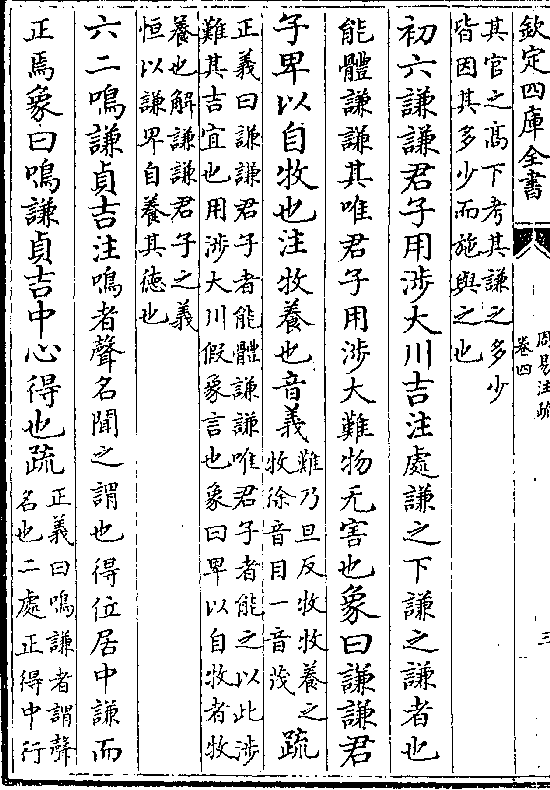 欽定四庫全書
周易注疏
卷四
三
其官之高下考其謙之多少
皆因其多少而施與之也
初六謙謙君子用涉大川吉注處謙之下謙之謙者也
能體謙謙其唯君子用涉大難物无害也象曰謙謙君
子卑以自牧也注牧養也音義
難乃旦反牧牧養之
牧徐音目一音茂
疏
正義曰謙謙君子者能體謙謙唯君子者能之以此涉
難其吉宜也用涉大川假象言也象曰卑以自牧者牧
養也解謙謙君子之義
恒以謙卑自養其德也
六二鳴謙貞吉注鳴者聲名聞之謂也得位居中謙而
正焉象曰鳴謙貞吉中心得也疏
正義曰鳴謙者謂聲
名也二處正得中行